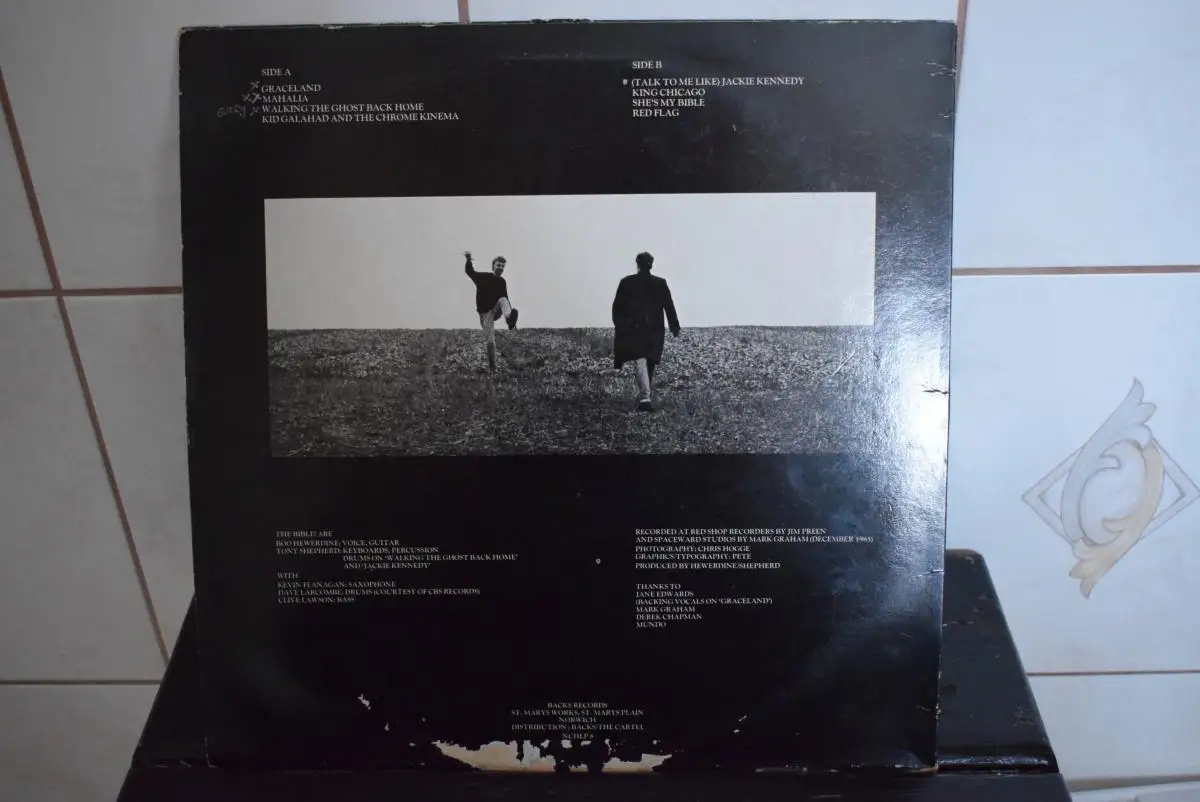 SIDE A
GRACELAND
MAHALIA
WALKING THE GHOST BACK HOME
KID GALAHAD AND THE CHROME KINEMA
SIDE B
* (TALK TO ME LIKE) JACKIE KENNEDY
KING CHICAGO
SHE'S MY BIBLE
RED FLAG
THE BIBLE! ARE
BOO HEWERDINE: VOICE, GUITAR
TONY SHEPHERD: KEYBOARDS, PERCUSSION
DRUMS ON 'WALKING THE GHOST BACK HOME'
AND 'JACKIE KENNEDY'
WITH
KEVIN FLANAGAN: SAXOPHONE
DAVE LARCOMBE: DRUMS (COURTESY OF CBS RECORDS)
CLIVE LAWSON: BASS
RECORDED AT RED SHOP RECORDERS BY JIM PREEN
AND SPACEWARD STUDIOS BY MARK GRAHAM (DECEMBER 1985)
PHOTOGRAPHY: CHRIS HOGGE
GRAPHICS/TYPOGRAPHY: PETE
PRODUCED BY HEWERDINE/SHEPHERD
THANKS TO
JANE EDWARDS
(BACKING VOCALS ON 'GRACELAND')
MARK GRAHAM
DEREK CHAPMAN
MUNDO
BACKS RECORDS
ST. MARYS WORKS, ST. MARYS PLAIN
NORWICH
DISTRIBUTION : BACKS/THE CARTEL
NCHLP 8